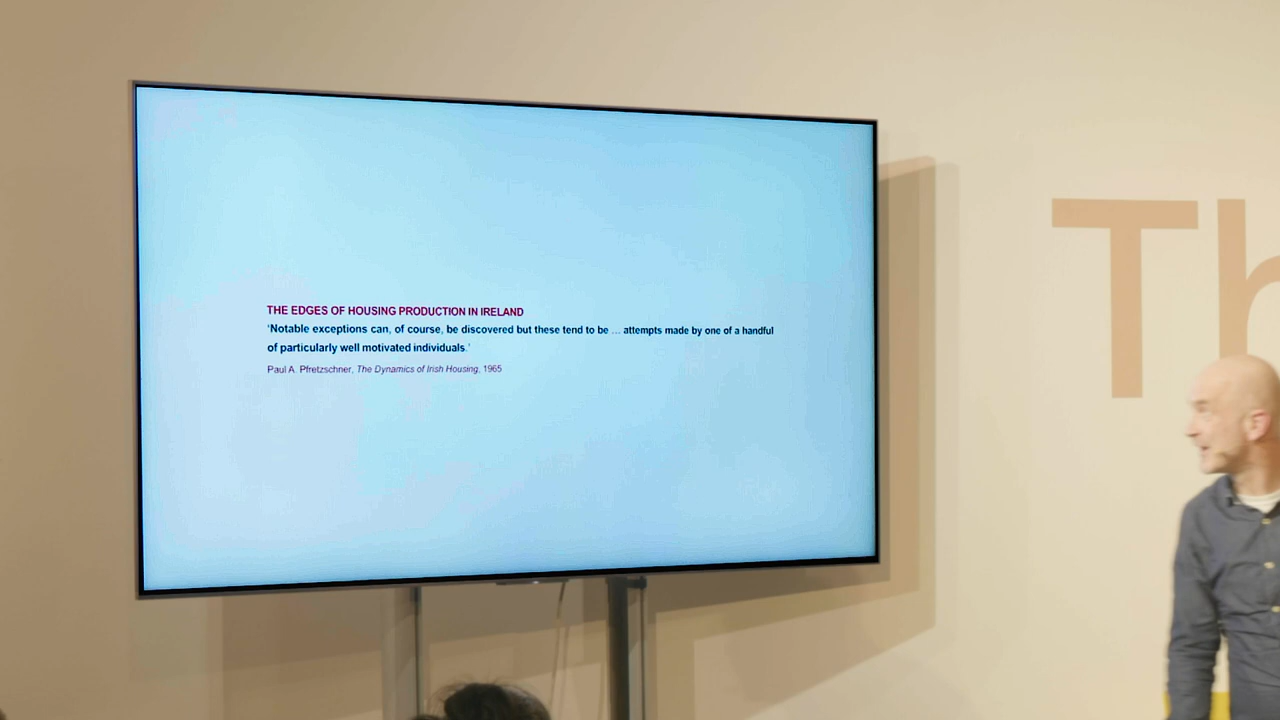 THE EDGES OF HOUSING PRODUCTION IN IRELAND
'Notable exceptions can, of course, be discovered but these tend to be ... attempts made by one of a handful
of particularly well motivated individuals.'
Paul A. Pfretzschner, The Dynamics of Irish Housing, 1965
Th